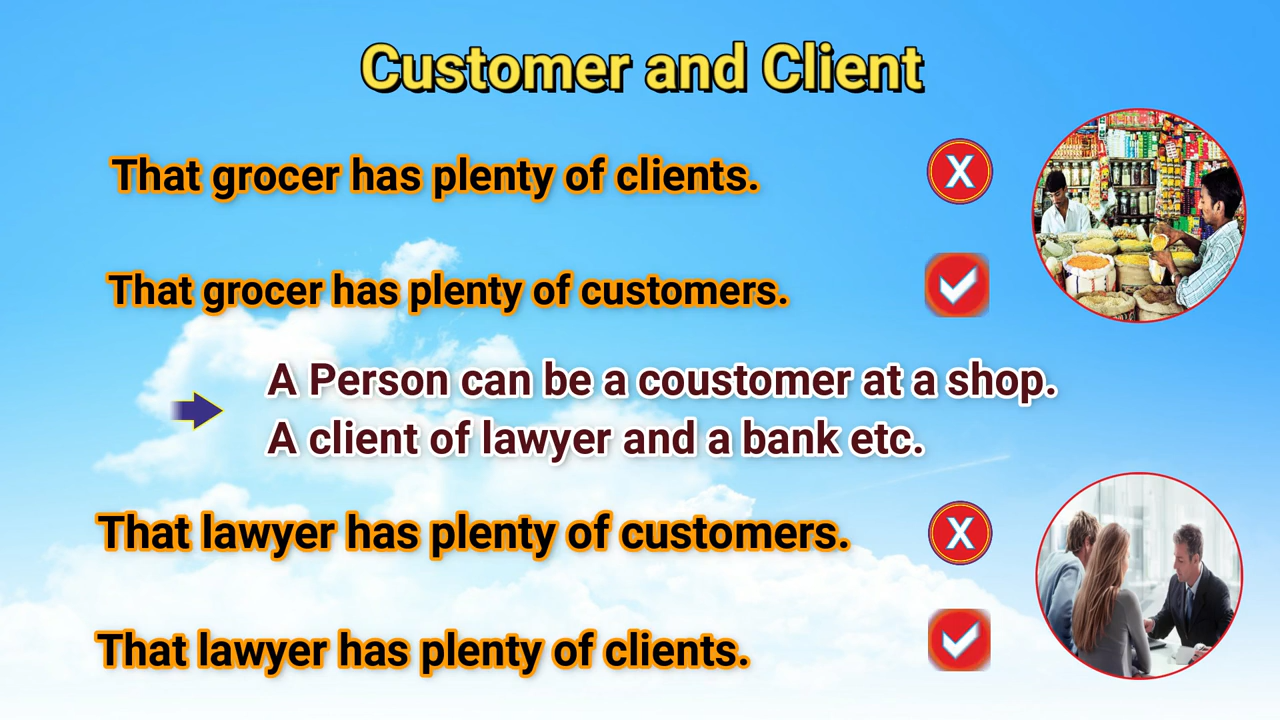 Customer and Client
That grocer has plenty of clients.
X
That grocer has plenty of customers.
A Person can be a coustomer at a shop.
A client of lawyer and a bank etc.
That lawyer has plenty of customers.
X
That lawyer has plenty of clients.